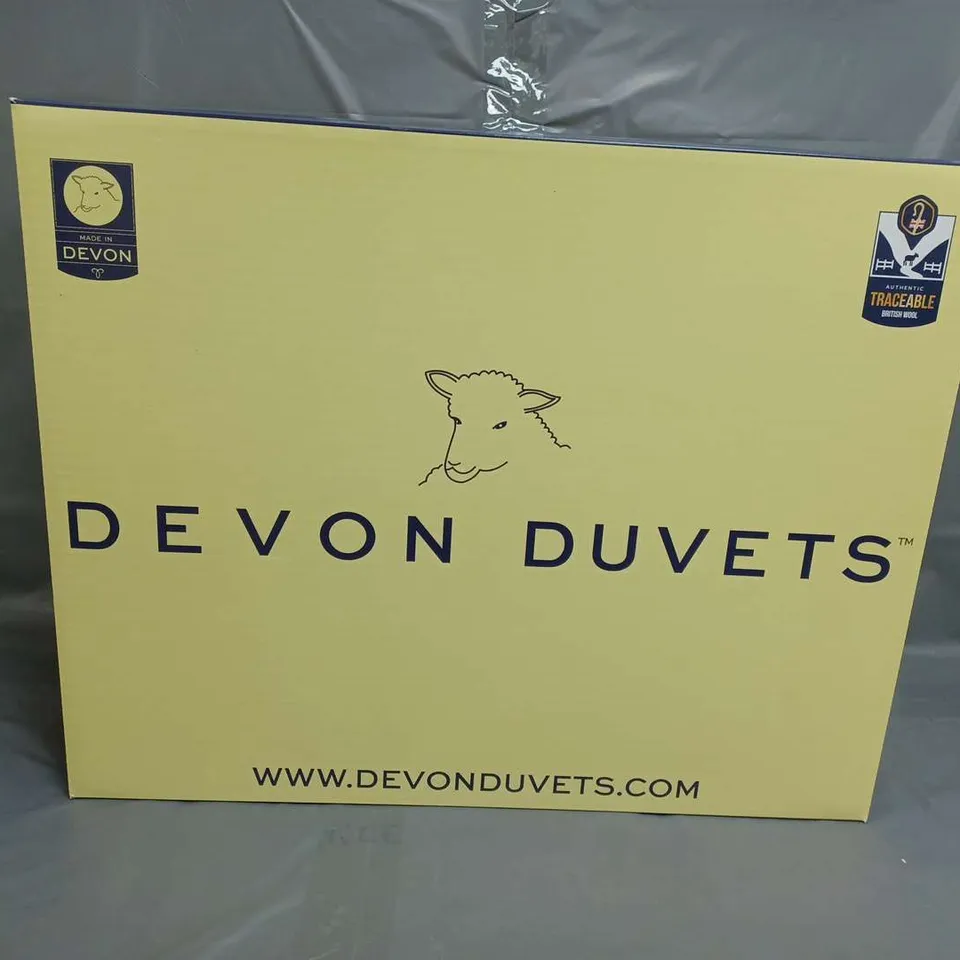 MADE IN
DEVON
AUTHENTIC
TRACEABLE
BRITISH WOOL
DEVON DUVETS™
WWW.DEVONDUVETS.COM